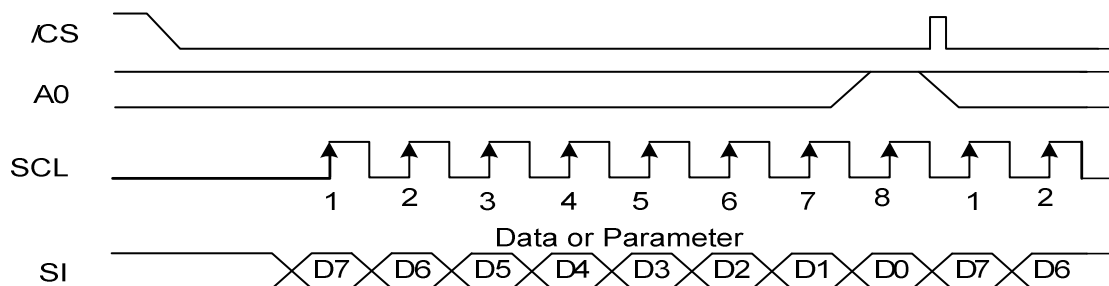 /CS
A0
SCL
1 2 3 4 5 6 7 8 1 2
Data or Parameter
SI
D7 D6 D5 D4 D3 D2 D1 D0 D7 D6